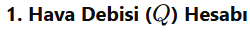 1. Hava Debisi (Q) Hesabı